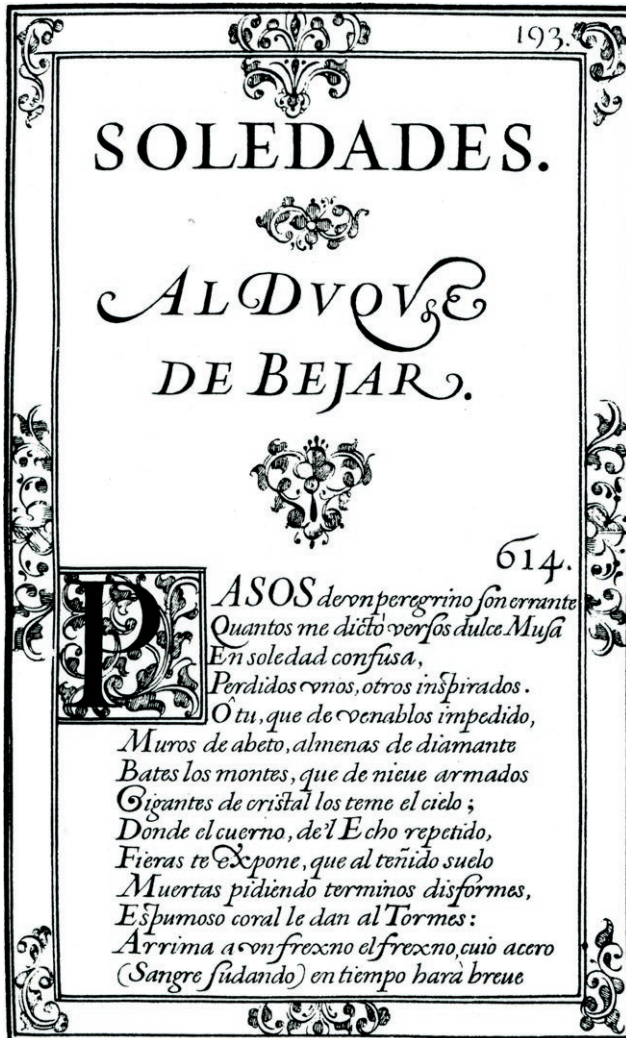 193.
SOLEDADES.
AL DVQVE
DE BEJAR.
614.
PASOS de vn peregrino son errante
Quantos me dictò versos dulce Musa
En soledad confusa,
Perdidos vnos, otros inspirados.
Ô tu, que de venablos impedido,
Muros de abeto, almenas de diamante
Bates los montes, que de nieue armados
Gigantes de cristal los teme el cielo;
Donde el cuerno, de'l Echo repetido,
Fieras te expone, que al teñido suelo
Muertas pidiendo terminos disformes,
Espumoso coral le dan al Tormes:
Arrima a vn frexno el frexno, cuio acero
(Sangre sudando) en tiempo harà breue